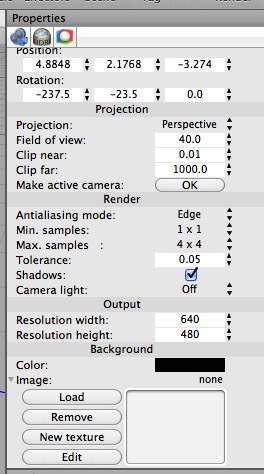 Properties
HDRI
Position:
4.8848 2.1768 -3.274
Rotation:
-237.5 -23.5 0.0
Projection
Projection: Perspective
Field of view: 40.0
Clip near: 0.01
Clip far: 1000.0
Make active camera: OK
Render
Antialiasing mode: Edge
Min. samples: 1 x 1
Max. samples : 4 x 4
Tolerance: 0.05
Shadows:
Camera light: Off
Output
Resolution width: 640
Resolution height: 480
Background
Color:
Image: none
Load
Remove
New texture
Edit